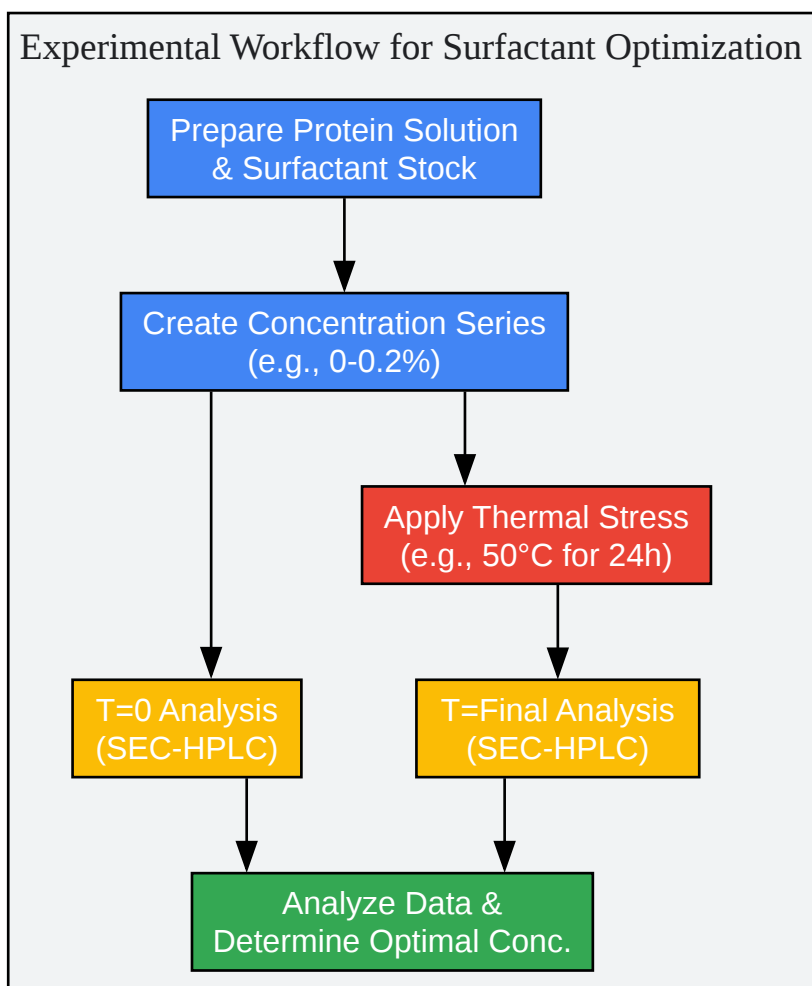 Experimental Workflow for Surfactant Optimization
Prepare Protein Solution
& Surfactant Stock
Create Concentration Series
(e.g., 0-0.2%)
Apply Thermal Stress
(e.g., 50°C for 24h)
T=0 Analysis
(SEC-HPLC)
T=Final Analysis
(SEC-HPLC)
Analyze Data &
Determine Optimal Conc.